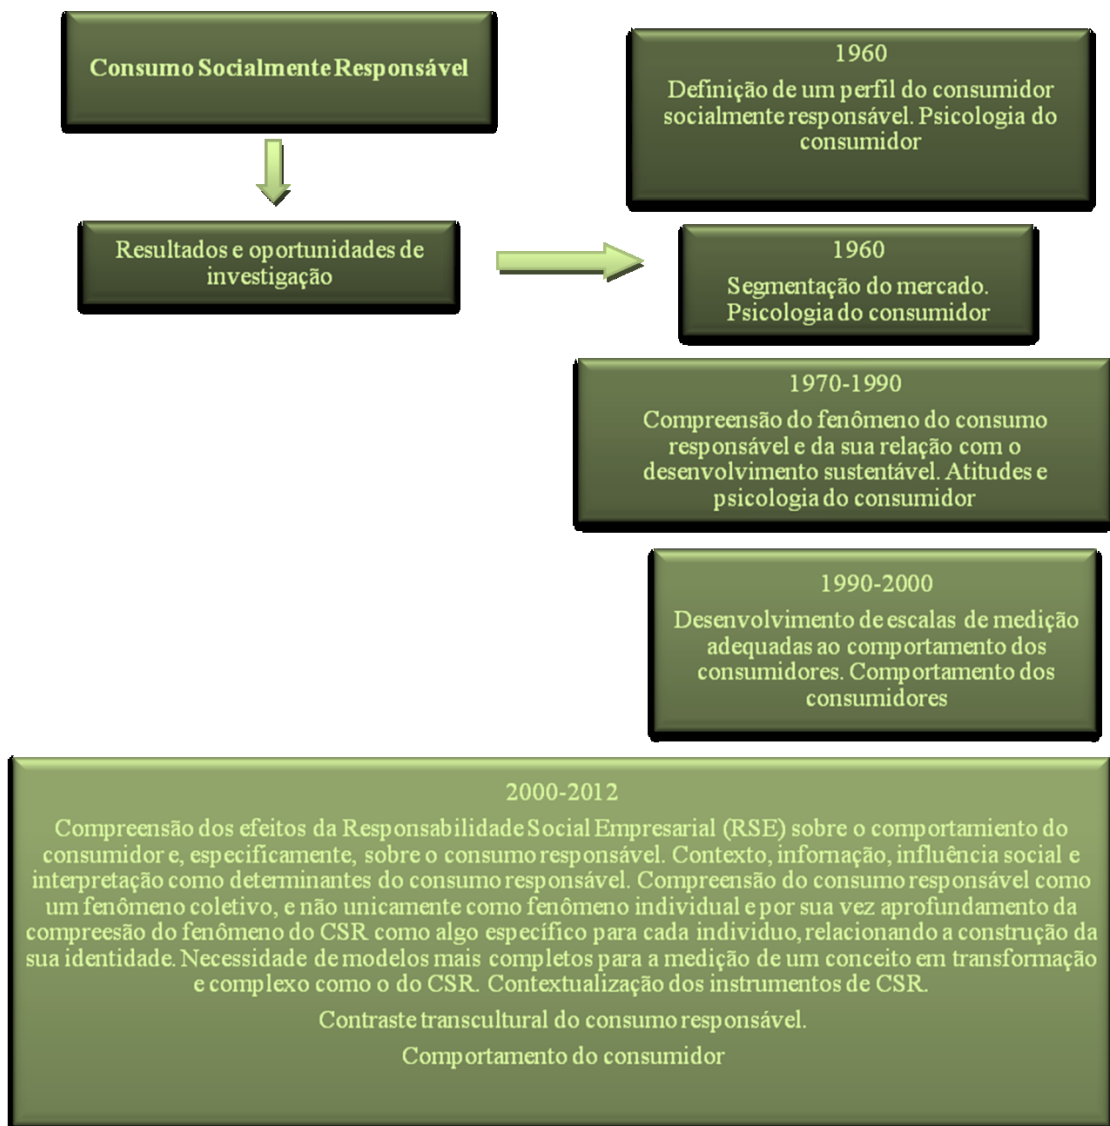 Consumo Socialmente Responsável
Resultados e oportunidades de
investigação
1960
Definição de um perfil do consumidor
socialmente responsável. Psicologia do
consumidor
1960
Segmentação do mercado.
Psicologia do consumidor
1970-1990
Compreensão do fenômeno do consumo
responsável e da sua relação com o
desenvolvimento sustentável. Atitudes e
psicologia do consumidor
1990-2000
Desenvolvimento de escalas de medição
adequadas ao comportamento dos
consumidores. Comportamento dos
consumidores
2000-2012
Compreensão dos efeitos da Responsabilidade Social Empresarial (RSE) sobre o comportamiento do
consumidor e, especificamente, sobre o consumo responsável. Contexto, infornação, influência social e
interpretação como determinantes do consumo responsável. Compreensão do consumo responsável como
um fenômeno coletivo, e não unicamente como fenômeno individual e por sua vez aprofundamento da
compreesão do fenômeno do CSR como algo específico para cada individuo, relacionando a construção da
sua identidade. Necessidade de modelos mais completos para a medição de um conceito em transformação
e complexo como o do CSR. Contextualização dos instrumentos de CSR.
Contraste transcultural do consumo responsável.
Comportamento do consumidor